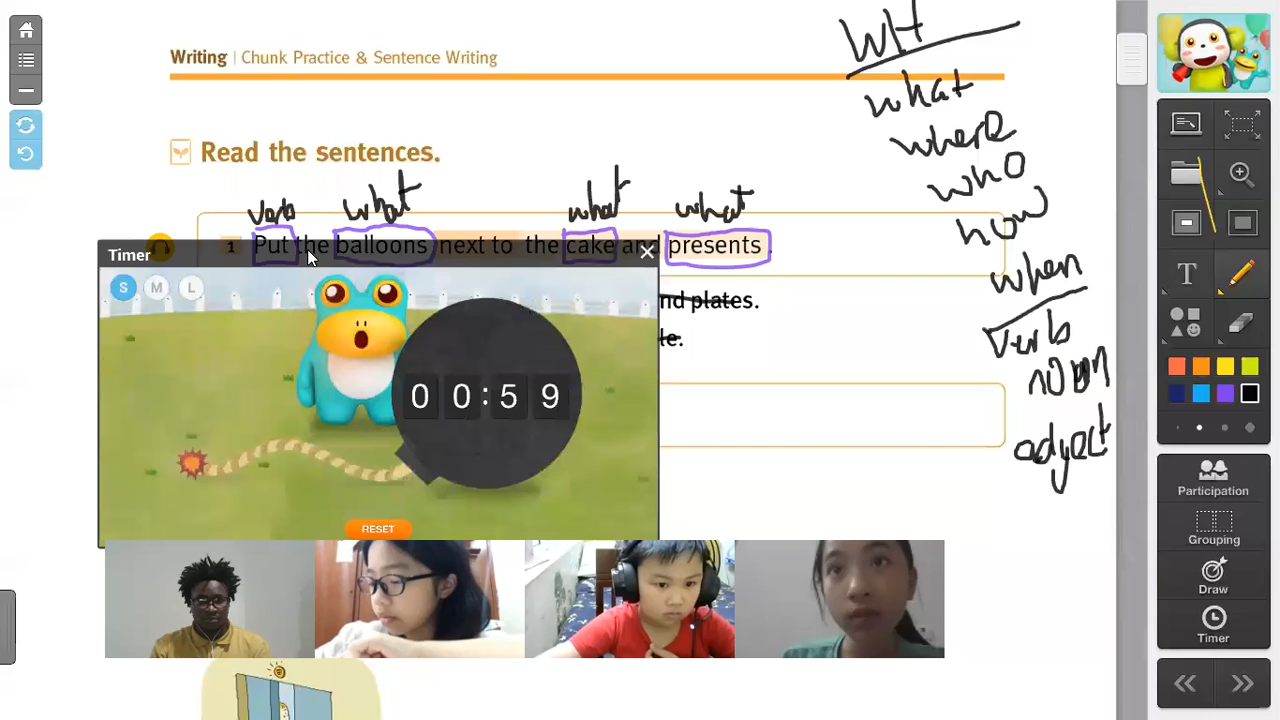 Writing | Chunk Practice & Sentence Writing
Read the sentences.
verb what what what
1 Put the balloons next to the cake and presents.
nd plates.
le.
Timer
S M L
0 0:5 9
RESET
WH
what
where
who
how
when
verb
noun
adject
T
Participation
Grouping
Draw
Timer